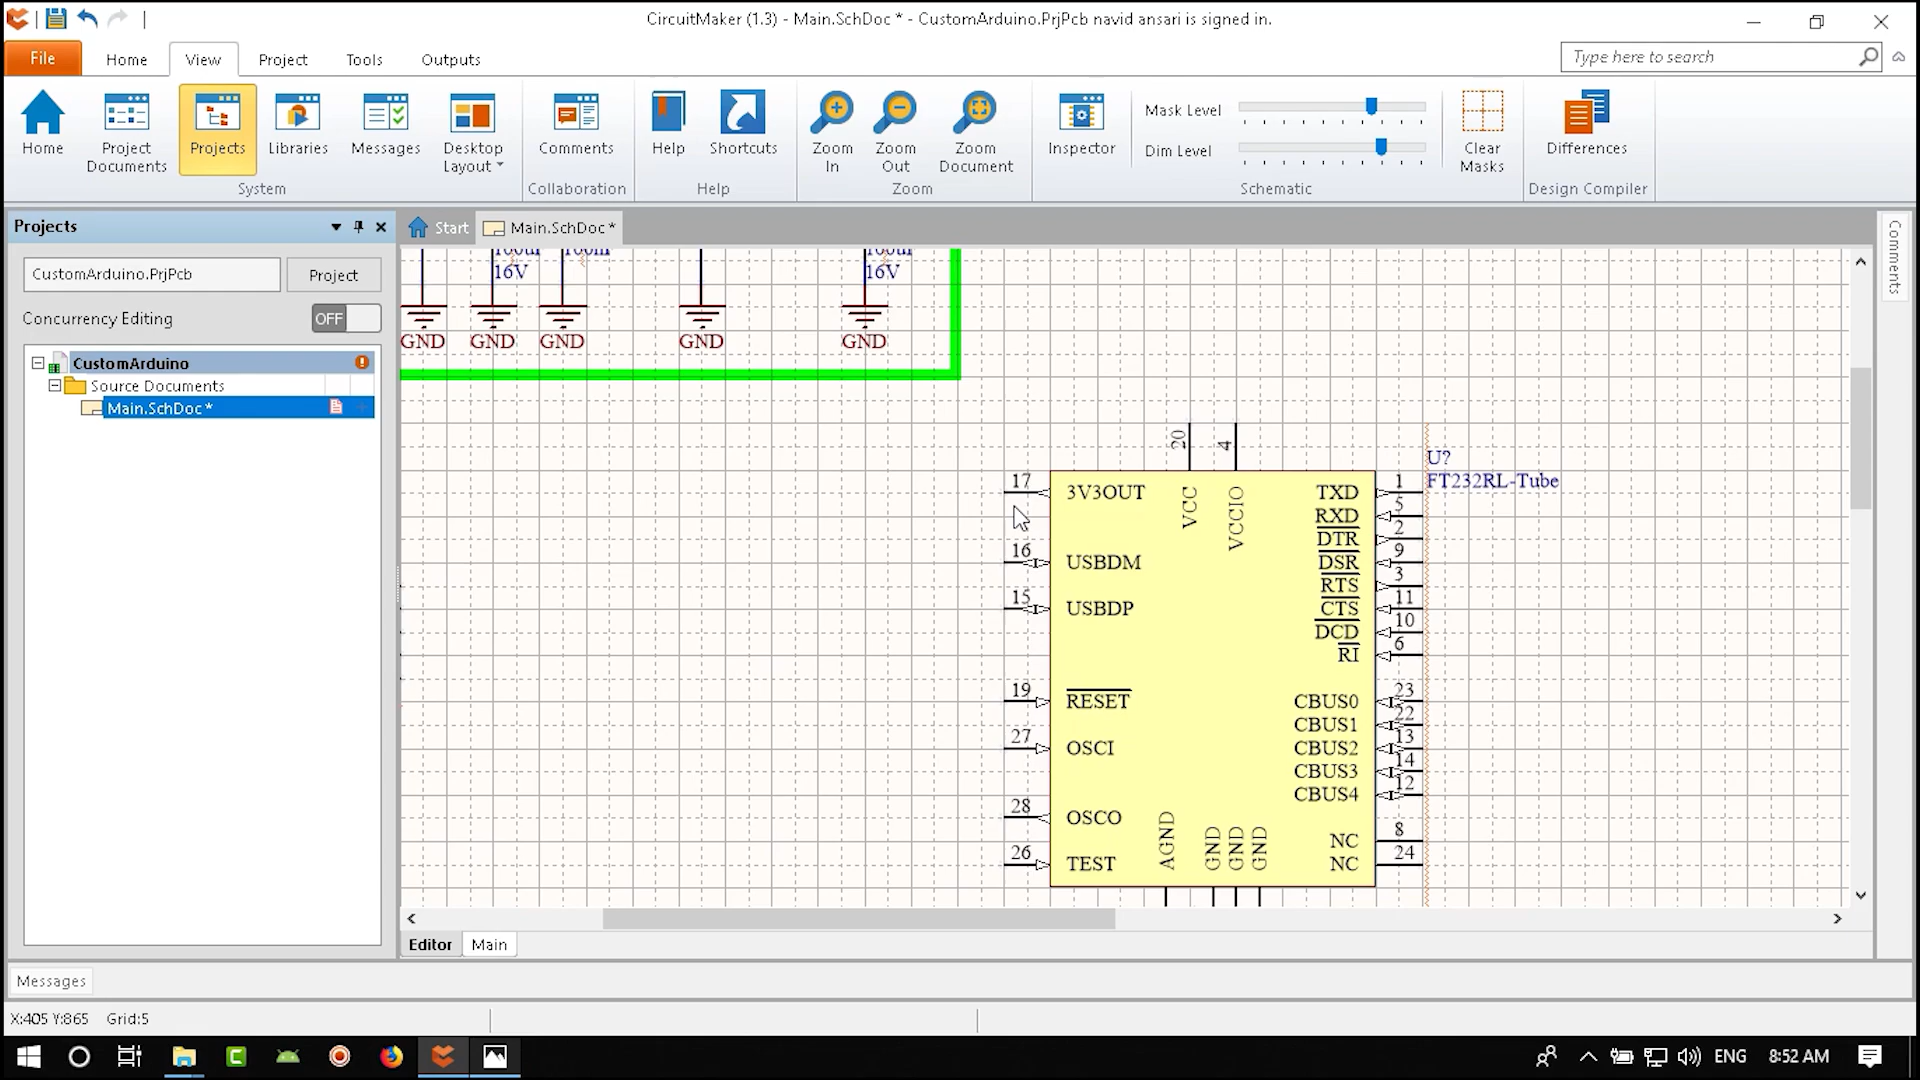 CircuitMaker (1.3) - Main.SchDoc * - CustomArduino.PrjPcb navid ansari is signed in.
File
Home
View
Project
Tools
Outputs
Type here to search
Home
Project Documents
Projects
Libraries
Messages
Desktop Layout
System
Comments
Collaboration
Help
Shortcuts
Help
Zoom In
Zoom Out
Zoom Document
Zoom
Inspector
Mask Level
Dim Level
Clear Masks
Schematic
Differences
Design Compiler
Projects
CustomArduino.PrjPcb
Project
Concurrency Editing
OFF
CustomArduino
Source Documents
Main.SchDoc *
Start
Main.SchDoc *
Comments
16V
16V
GND
GND
GND
GND
GND
20
4
U?
FT232RL-Tube
17
3V3OUT
16
USBDM
15
USBDP
19
RESET
27
OSCI
28
OSCO
26
TEST
VCC
VCCIO
TXD
1
RXD
5
DTR
2
DSR
9
RTS
3
CTS
11
DCD
10
RI
6
CBUS0
23
CBUS1
22
CBUS2
13
CBUS3
14
CBUS4
12
NC
8
NC
24
AGND
GND
GND
GND
Editor
Main
Messages
X:405 Y:865 Grid:5
ENG
8:52 AM